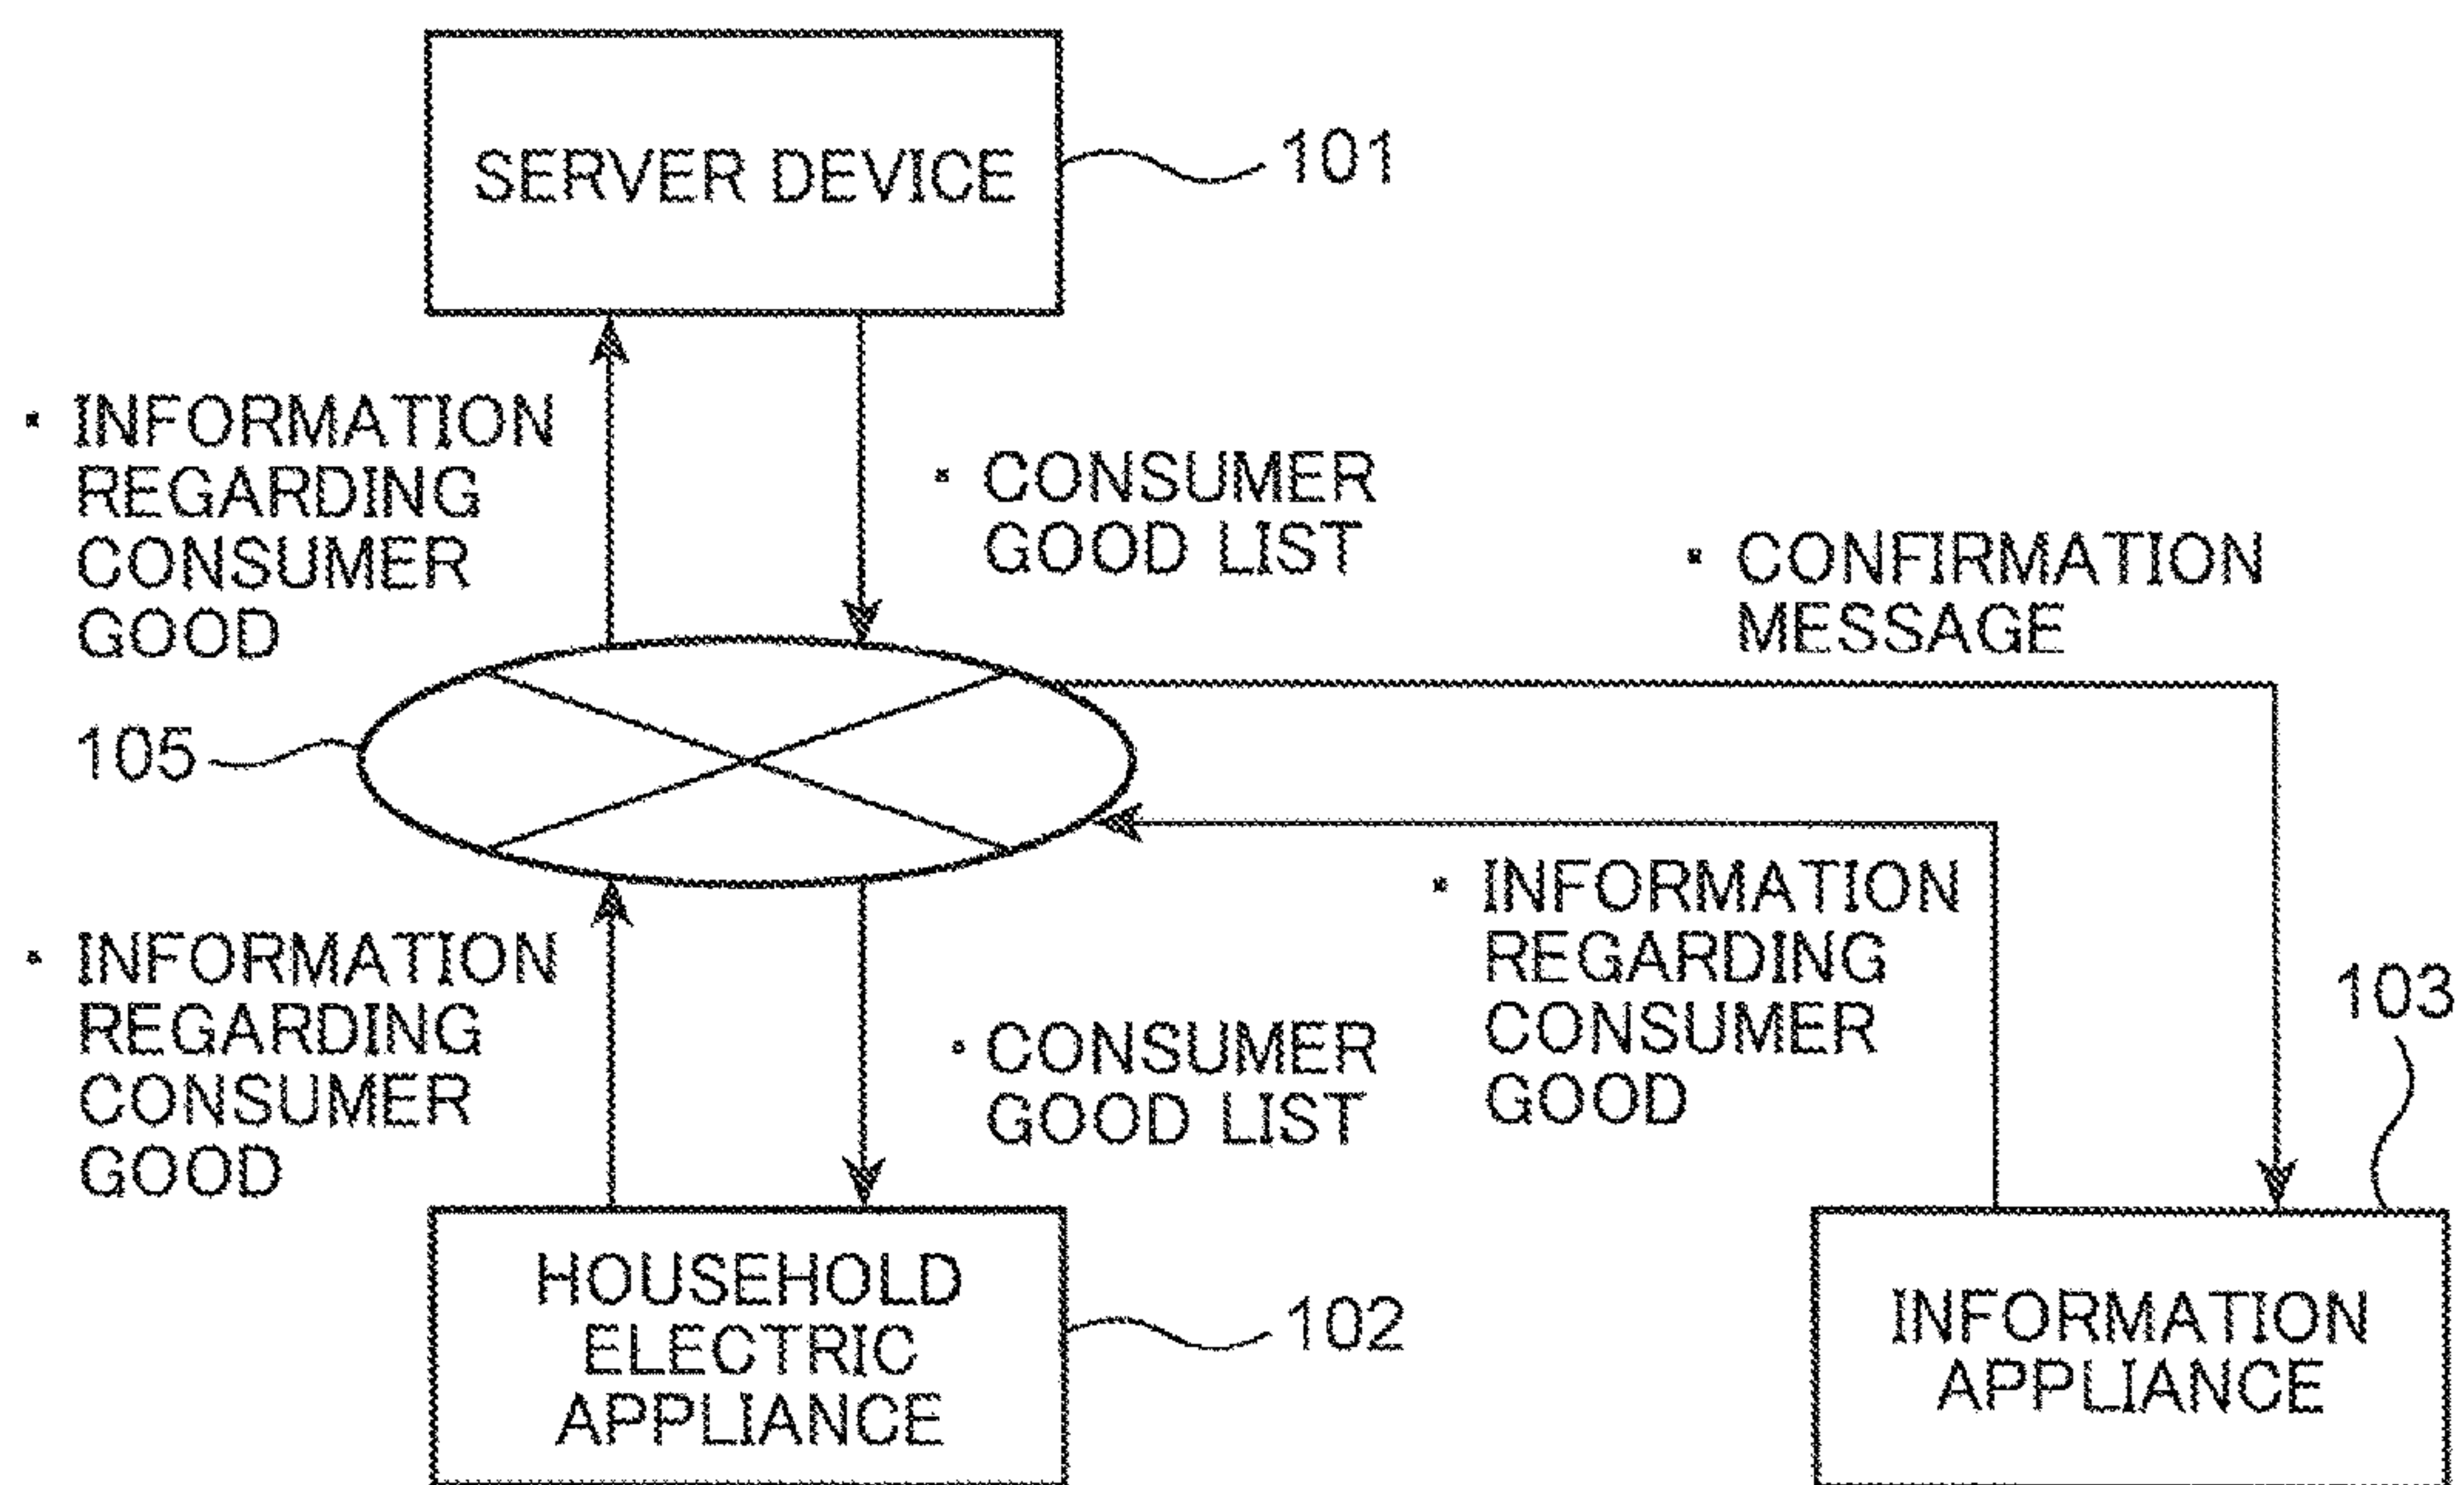 SERVER DEVICE
101
· INFORMATION
REGARDING
CONSUMER
GOOD
· CONSUMER
GOOD LIST
· CONFIRMATION
MESSAGE
105
· INFORMATION
REGARDING
CONSUMER
GOOD
· CONSUMER
GOOD LIST
· INFORMATION
REGARDING
CONSUMER
GOOD
103
HOUSEHOLD
ELECTRIC
APPLIANCE
102
INFORMATION
APPLIANCE